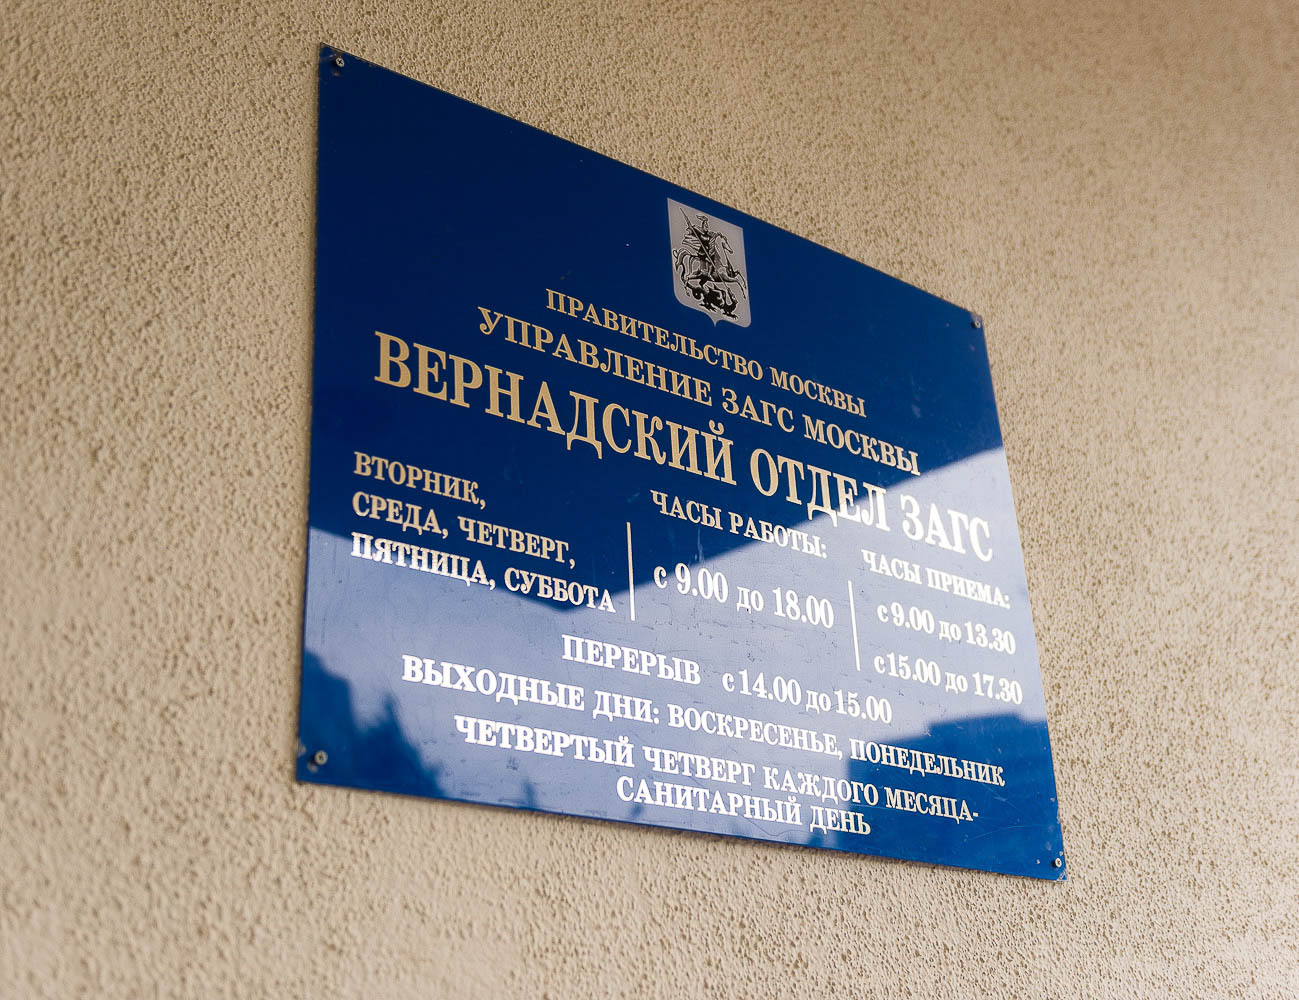 ПРАВИТЕЛЬСТВО МОСКВЫ
УПРАВЛЕНИЕ ЗАГС МОСКВЫ
ВЕРНАДСКИЙ ОТДЕЛ ЗАГС
ВТОРНИК,
СРЕДА, ЧЕТВЕРГ,
ПЯТНИЦА, СУББОТА
ЧАСЫ РАБОТЫ:
с 9.00 до 18.00
ЧАСЫ ПРИЕМА:
с 9.00 до 13.30
с 15.00 до 17.30
ПЕРЕРЫВ с 14.00 до 15.00
ВЫХОДНЫЕ ДНИ: ВОСКРЕСЕНЬЕ, ПОНЕДЕЛЬНИК
ЧЕТВЕРТЫЙ ЧЕТВЕРГ КАЖДОГО МЕСЯЦА-
САНИТАРНЫЙ ДЕНЬ